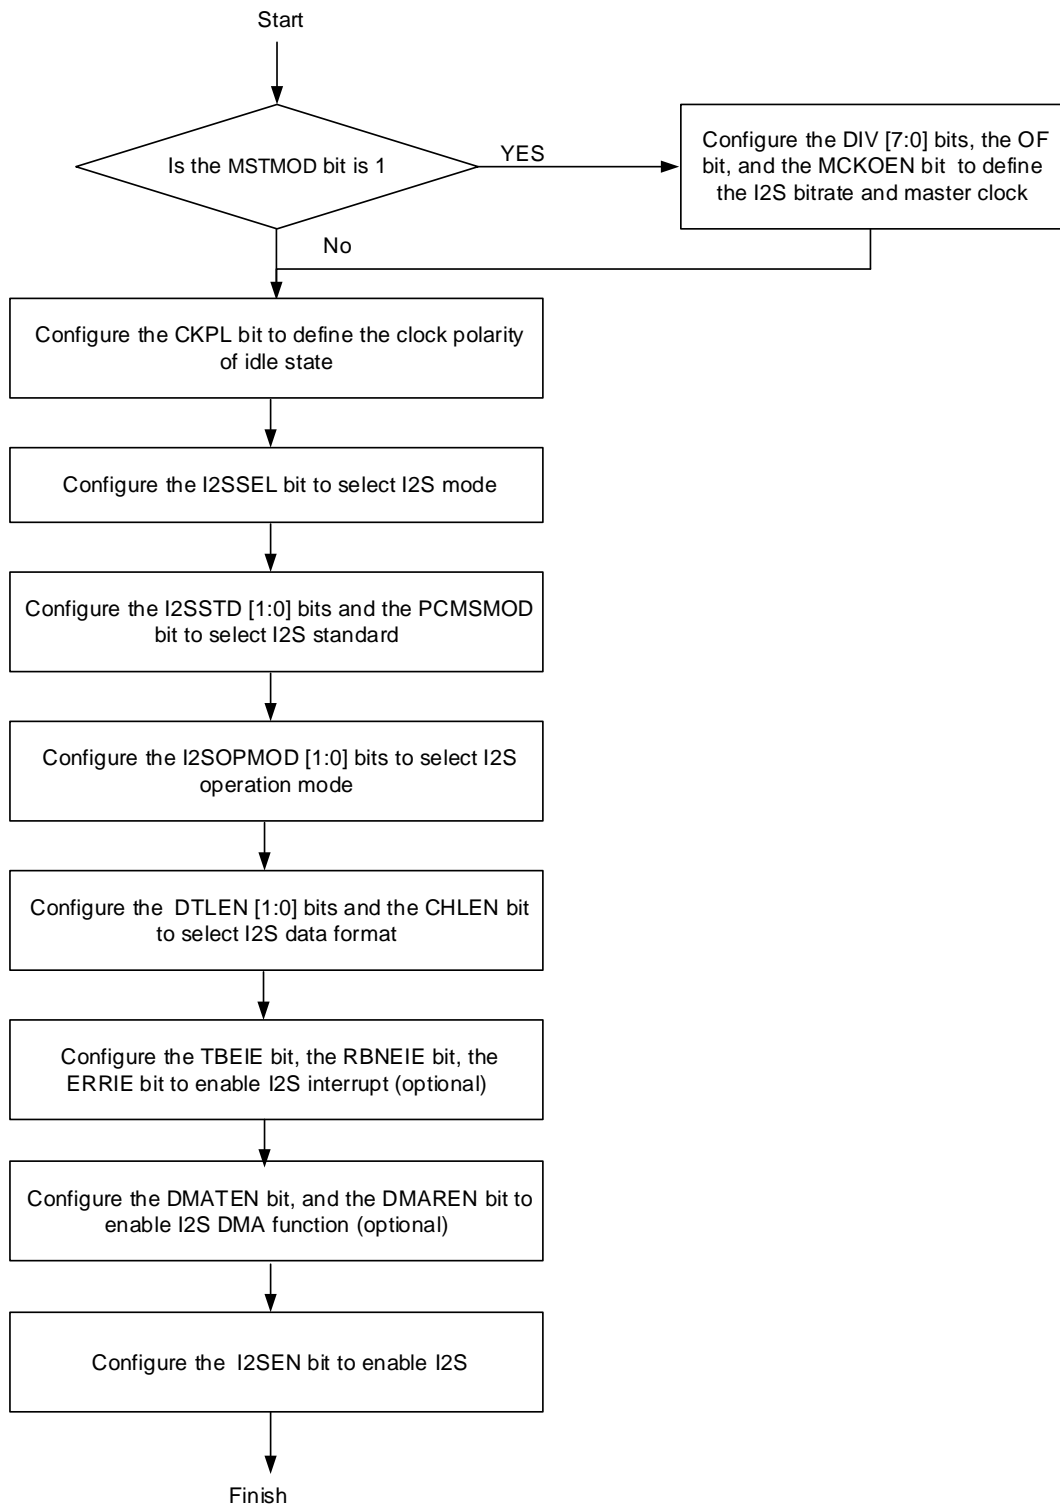 Start
Is the MSTMOD bit is 1
YES
Configure the DIV [7:0] bits, the OF
bit, and the MCKOEN bit to define
the I2S bitrate and master clock
No
Configure the CKPL bit to define the clock polarity
of idle state
Configure the I2SSEL bit to select I2S mode
Configure the I2SSTD [1:0] bits and the PCMSMOD
bit to select I2S standard
Configure the I2SOPMOD [1:0] bits to select I2S
operation mode
Configure the DTLEN [1:0] bits and the CHLEN bit
to select I2S data format
Configure the TBEIE bit, the RBNEIE bit, the
ERRIE bit to enable I2S interrupt (optional)
Configure the DMATEN bit, and the DMAREN bit to
enable I2S DMA function (optional)
Configure the I2SEN bit to enable I2S
Finish